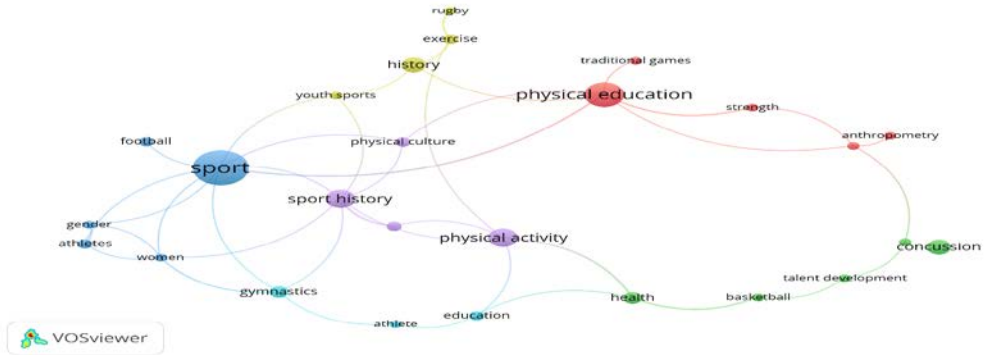 rugby
exercise
history
traditional games
physical education
youth sports
strength
football
physical culture
anthropometry
sport
sport history
gender
physical activity
athletes
concussion
women
talent development
gymnastics
health
basketball
education
athlete
VOSviewer